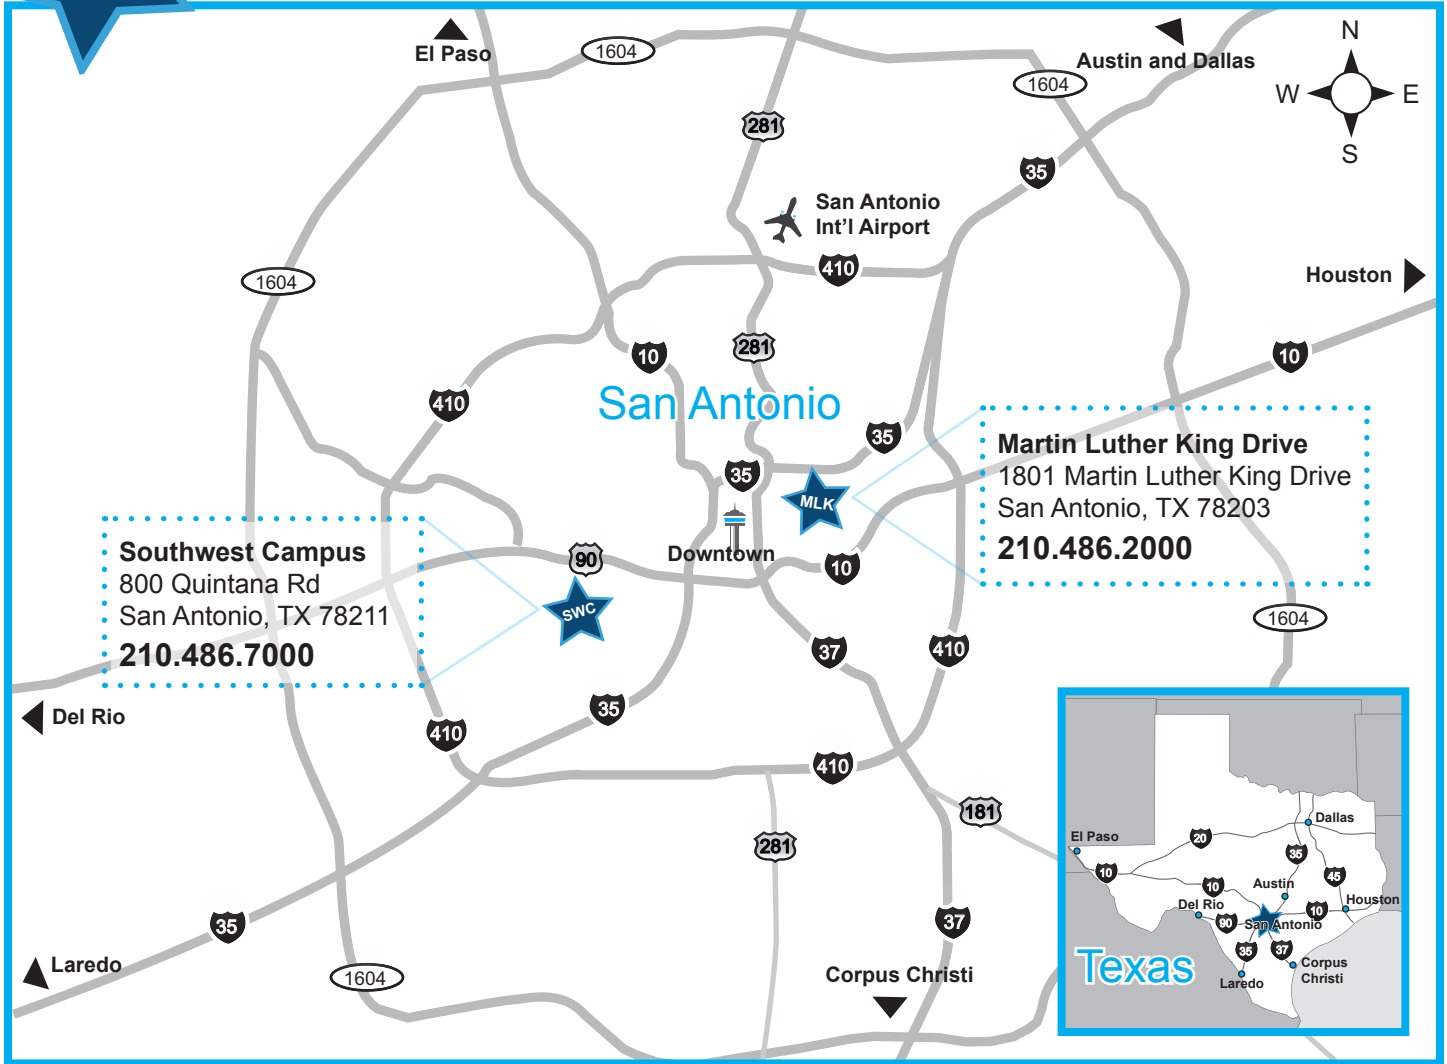 El Paso
1604
Austin and Dallas
1604
N
W
E
S
281
35
San Antonio
Int'l Airport
410
1604
Houston
10
281
10
410
San Antonio
35
35
MLK
Martin Luther King Drive
1801 Martin Luther King Drive
San Antonio, TX 78203
210.486.2000
Southwest Campus
800 Quintana Rd
San Antonio, TX 78211
210.486.7000
90
Downtown
10
SWC
1604
37
410
Del Rio
35
410
410
181
281
35
37
Laredo
1604
Corpus Christi
Dallas
El Paso
20
35
10
45
10
Austin
Del Rio
Houston
10
90
San Antonio
35
37
Texas
Corpus
Christi
Laredo